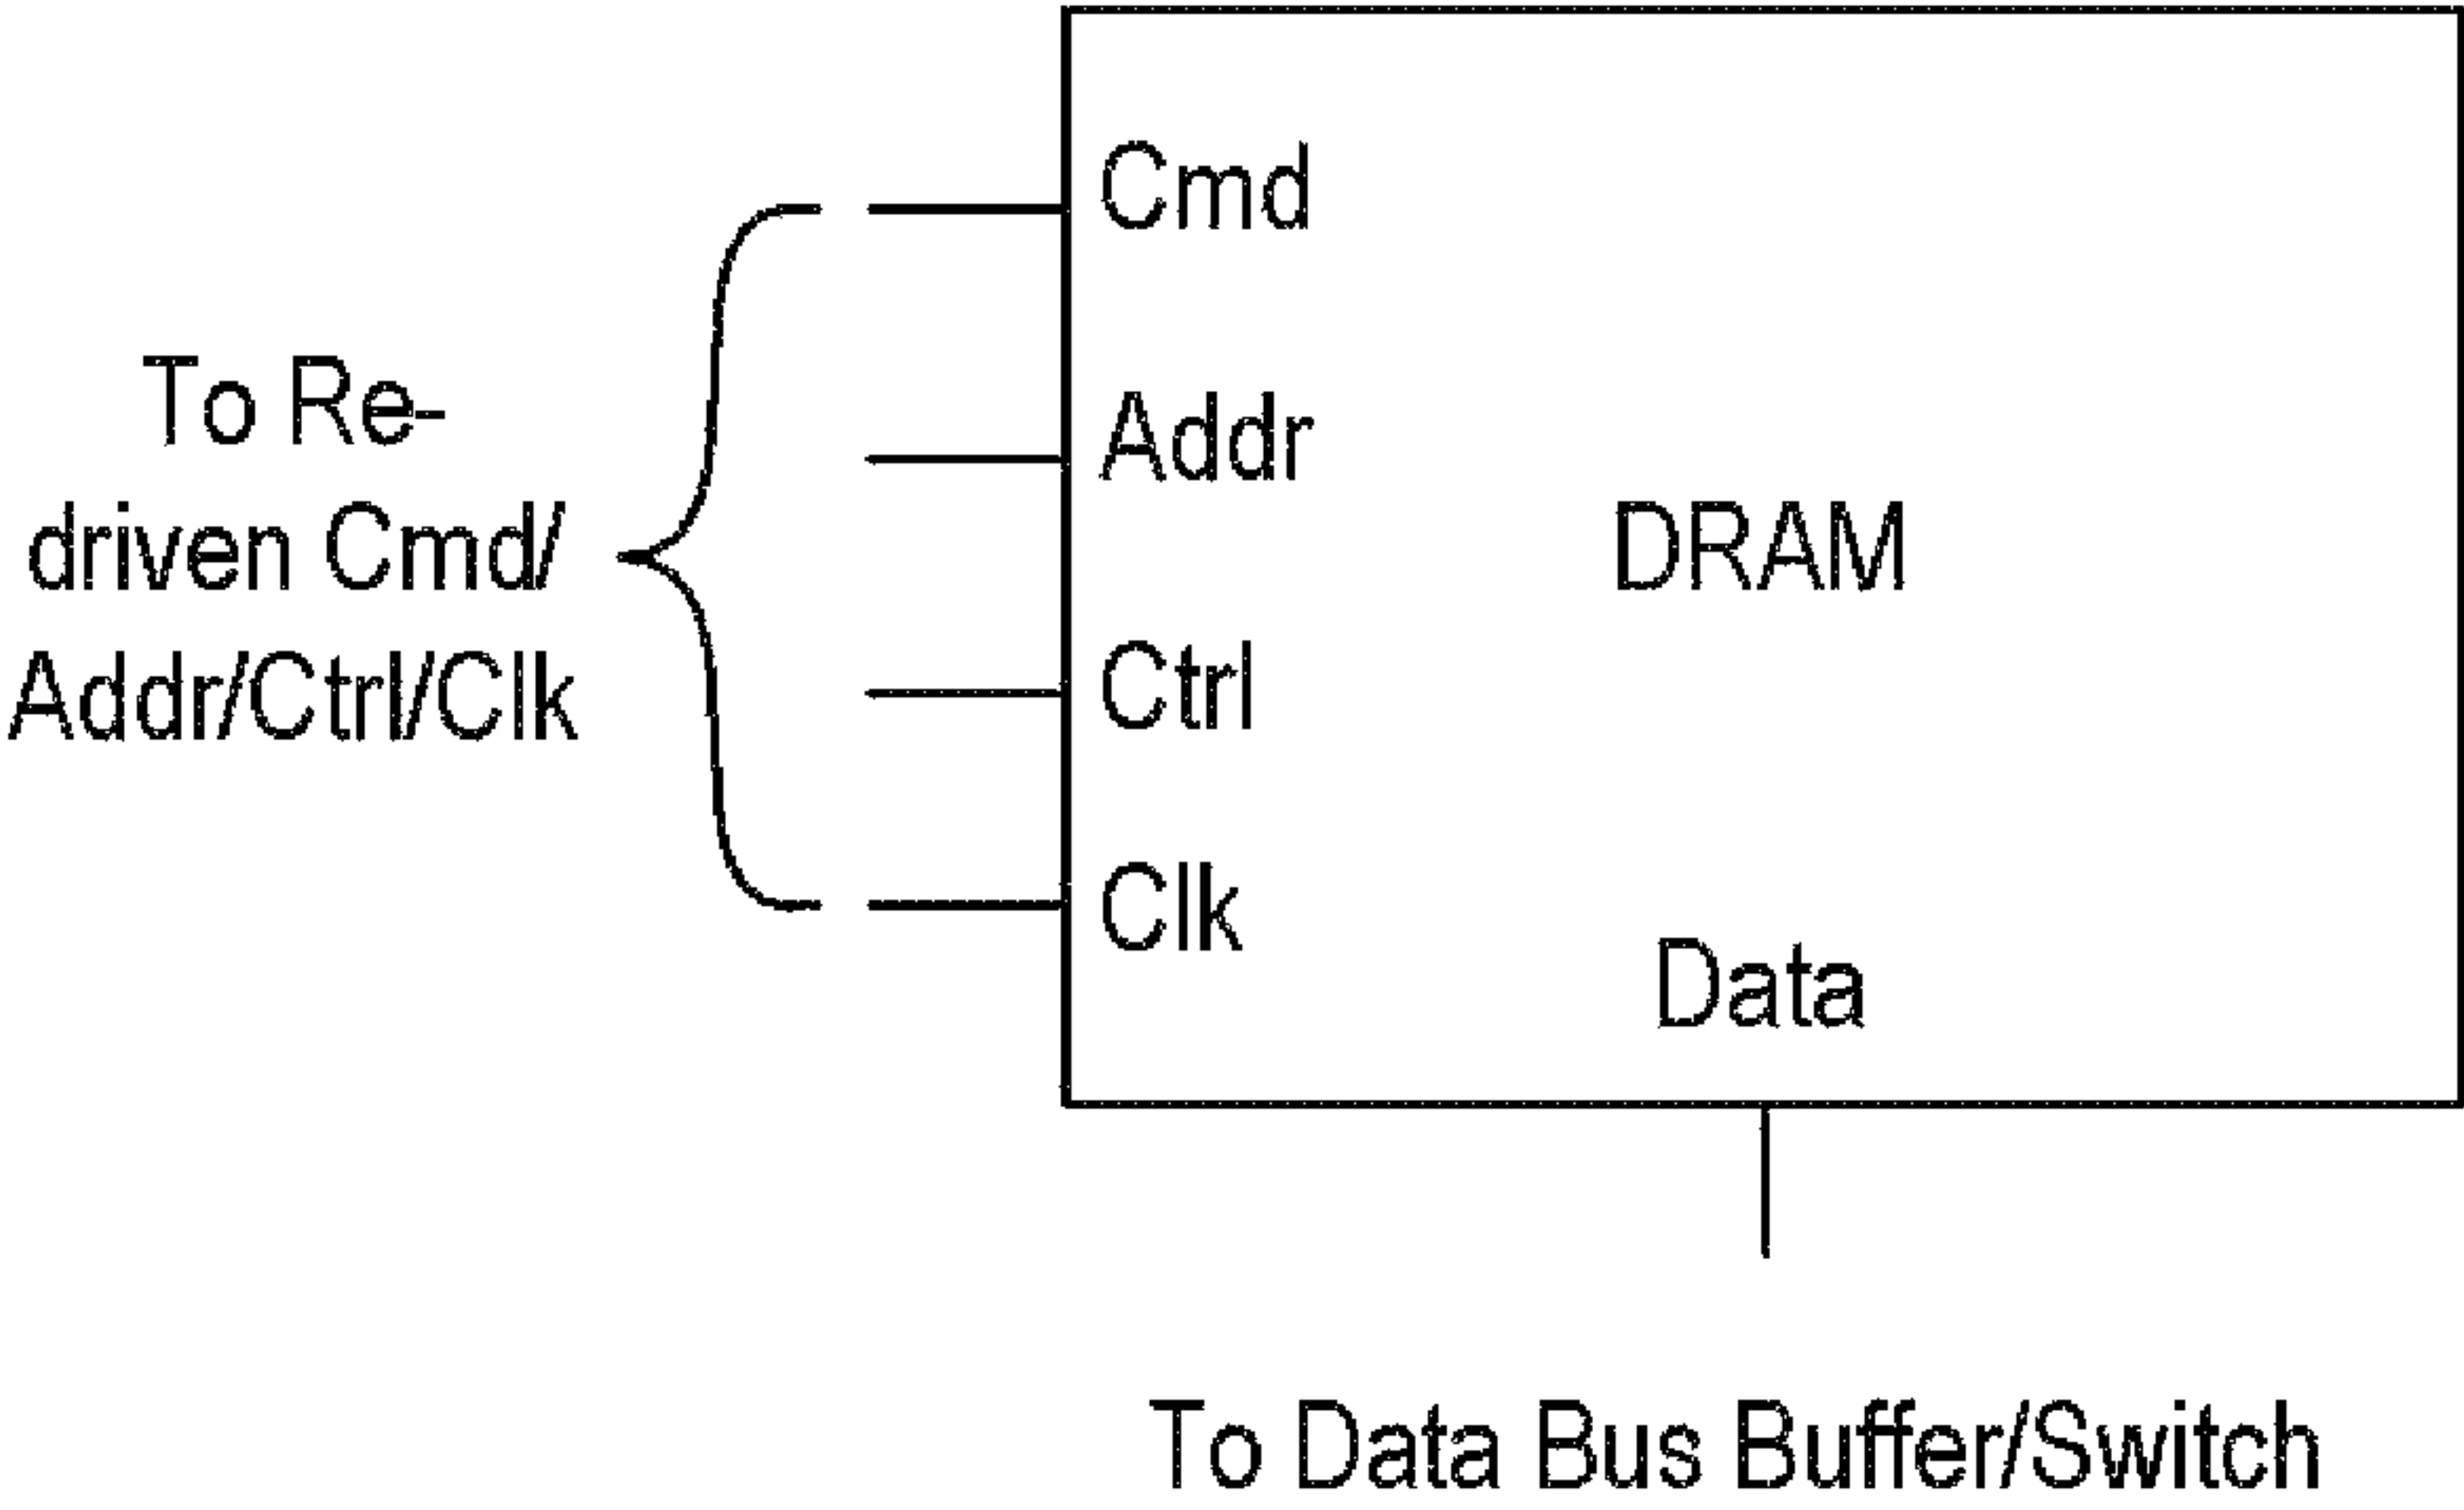 Cmd
To Re-
driven Cmd/
Addr/Ctrl/Clk
Addr
DRAM
Ctrl
Clk
Data
To Data Bus Buffer/Switch